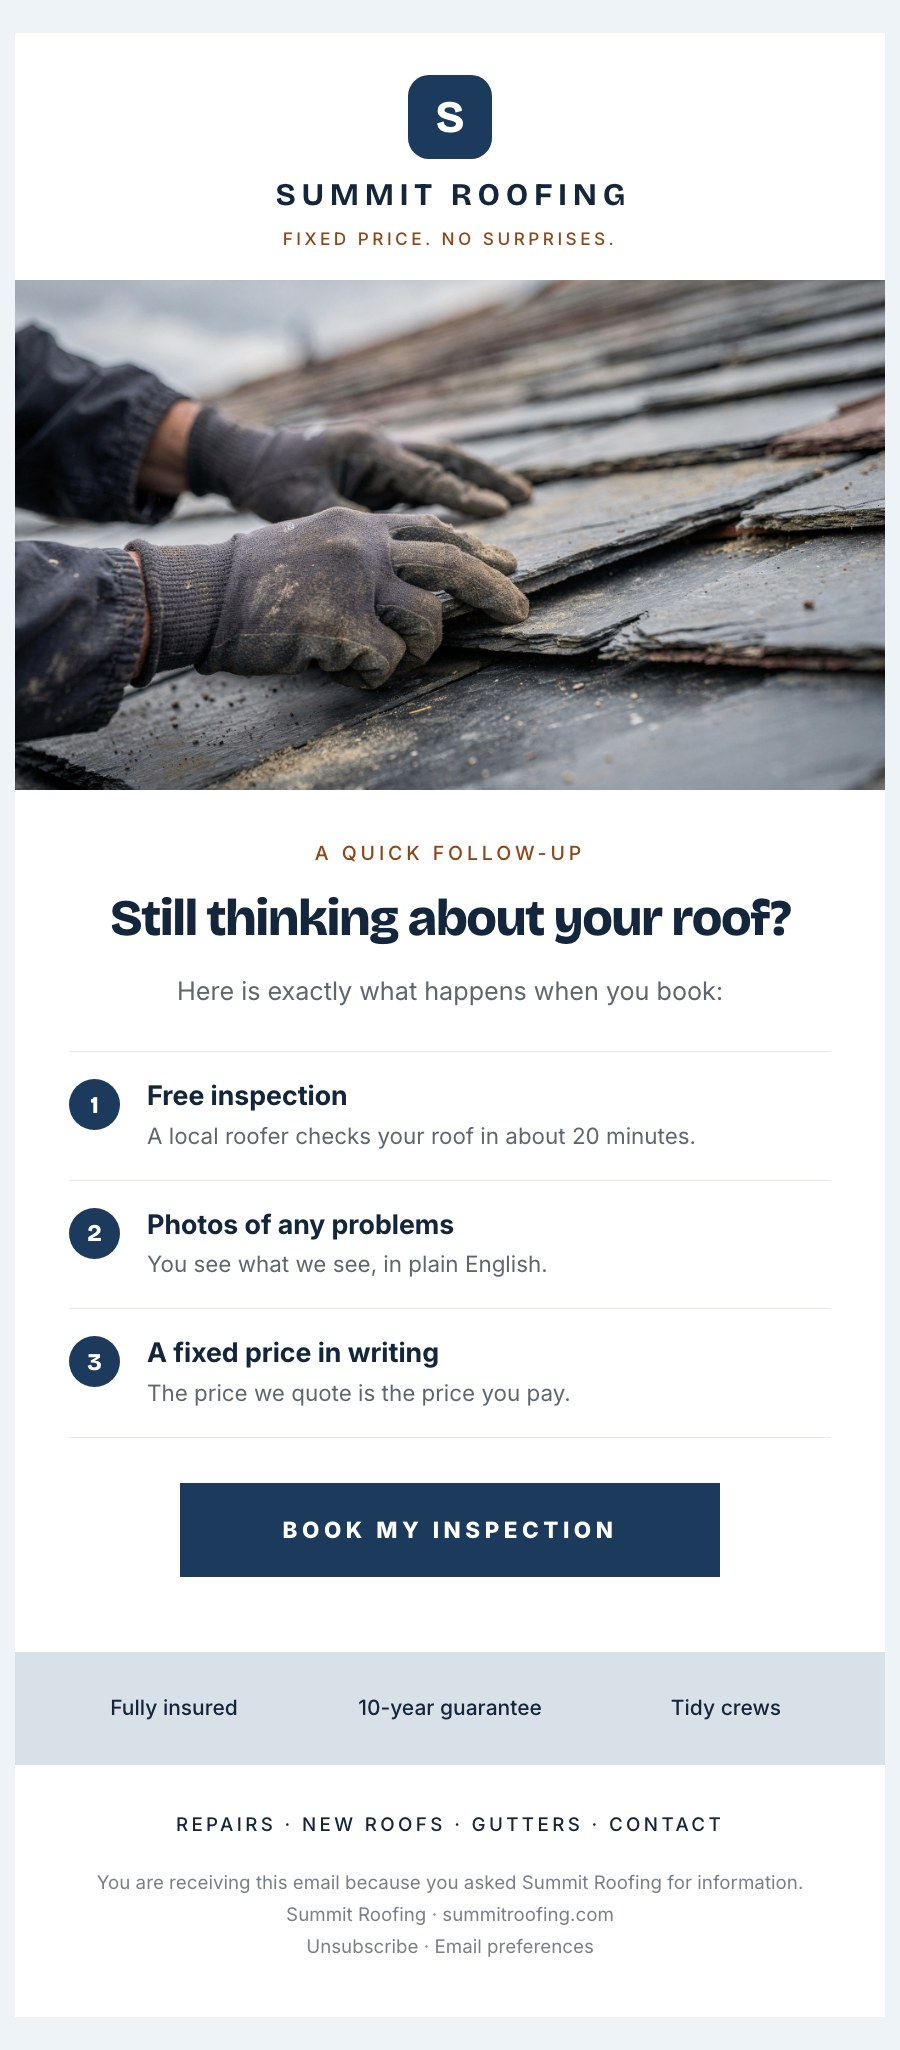 S
SUMMIT ROOFING
FIXED PRICE. NO SURPRISES.
A QUICK FOLLOW-UP
Still thinking about your roof?
Here is exactly what happens when you book:
1
Free inspection
A local roofer checks your roof in about 20 minutes.
2
Photos of any problems
You see what we see, in plain English.
3
A fixed price in writing
The price we quote is the price you pay.
BOOK MY INSPECTION
Fully insured 10-year guarantee Tidy crews
REPAIRS · NEW ROOFS · GUTTERS · CONTACT
You are receiving this email because you asked Summit Roofing for information.
Summit Roofing · summitroofing.com
Unsubscribe · Email preferences